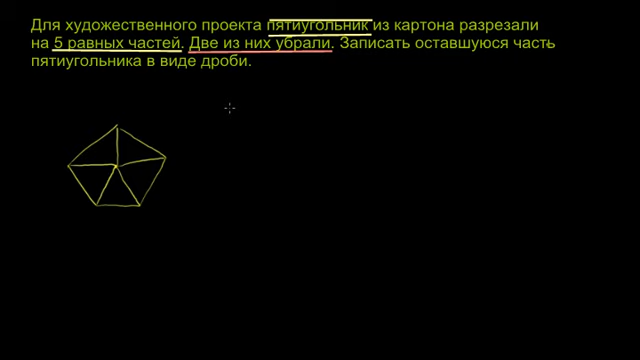 Для художественного проекта пятиугольник из картона разрезали
на 5 равных частей. Две из них убрали. Записать оставшуюся часть
пятиугольника в виде дроби.